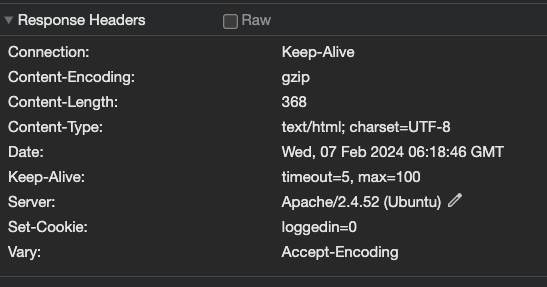 Response Headers Raw
Connection: Keep-Alive
Content-Encoding: gzip
Content-Length: 368
Content-Type: text/html; charset=UTF-8
Date: Wed, 07 Feb 2024 06:18:46 GMT
Keep-Alive: timeout=5, max=100
Server: Apache/2.4.52 (Ubuntu)
Set-Cookie: loggedin=0
Vary: Accept-Encoding